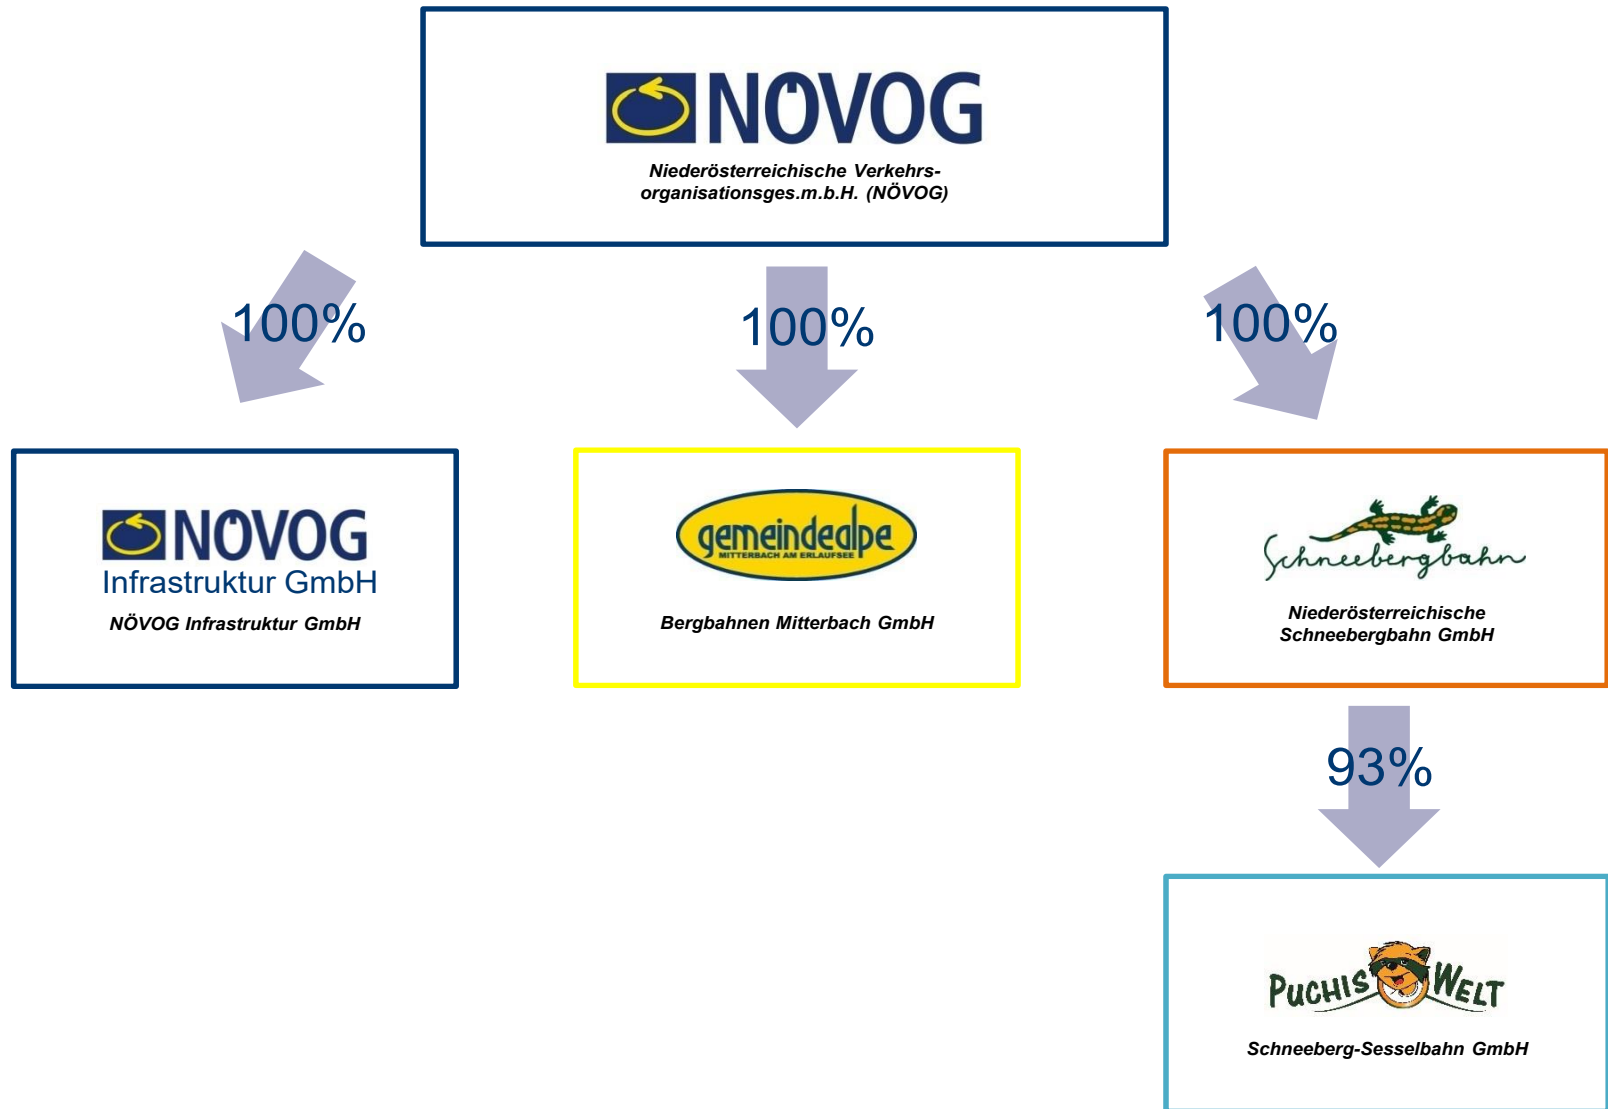 NÖVOG
Niederösterreichische Verkehrs-
organisationsges.m.b.H. (NÖVOG)
100%
100%
100%
NÖVOG
Infrastruktur GmbH
NÖVOG Infrastruktur GmbH
gemeindealpe
MITTERBACH AM ERLAUFSEE
Bergbahnen Mitterbach GmbH
Schneebergbahn
Niederösterreichische
Schneebergbahn GmbH
93%
PUCHIS WELT
Schneeberg-Sesselbahn GmbH